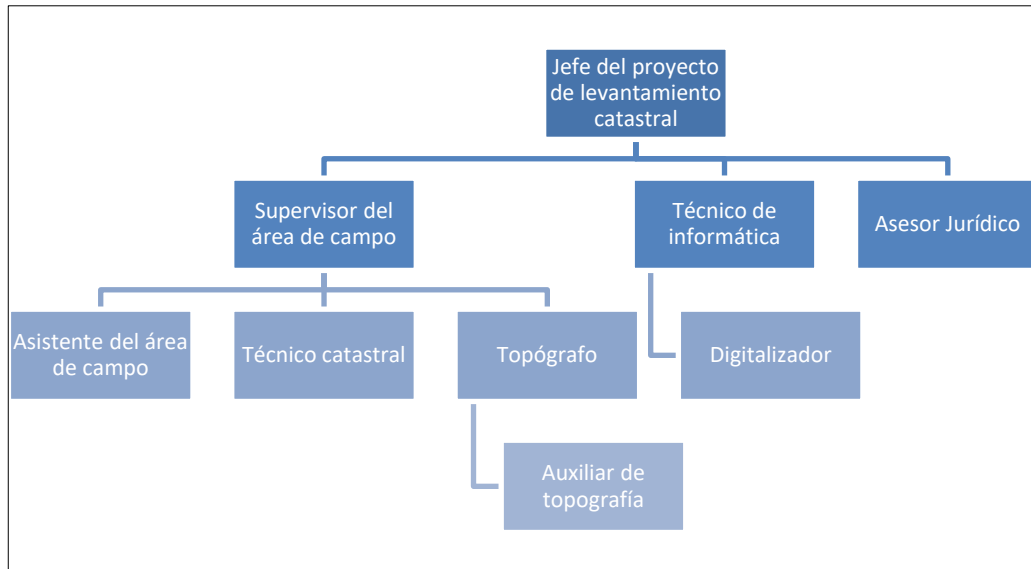 Jefe del proyecto
de levantamiento
catastral
Supervisor del
área de campo
Técnico de
informática
Asesor Jurídico
Asistente del área
de campo
Técnico catastral
Topógrafo
Digitalizador
Auxiliar de
topografía